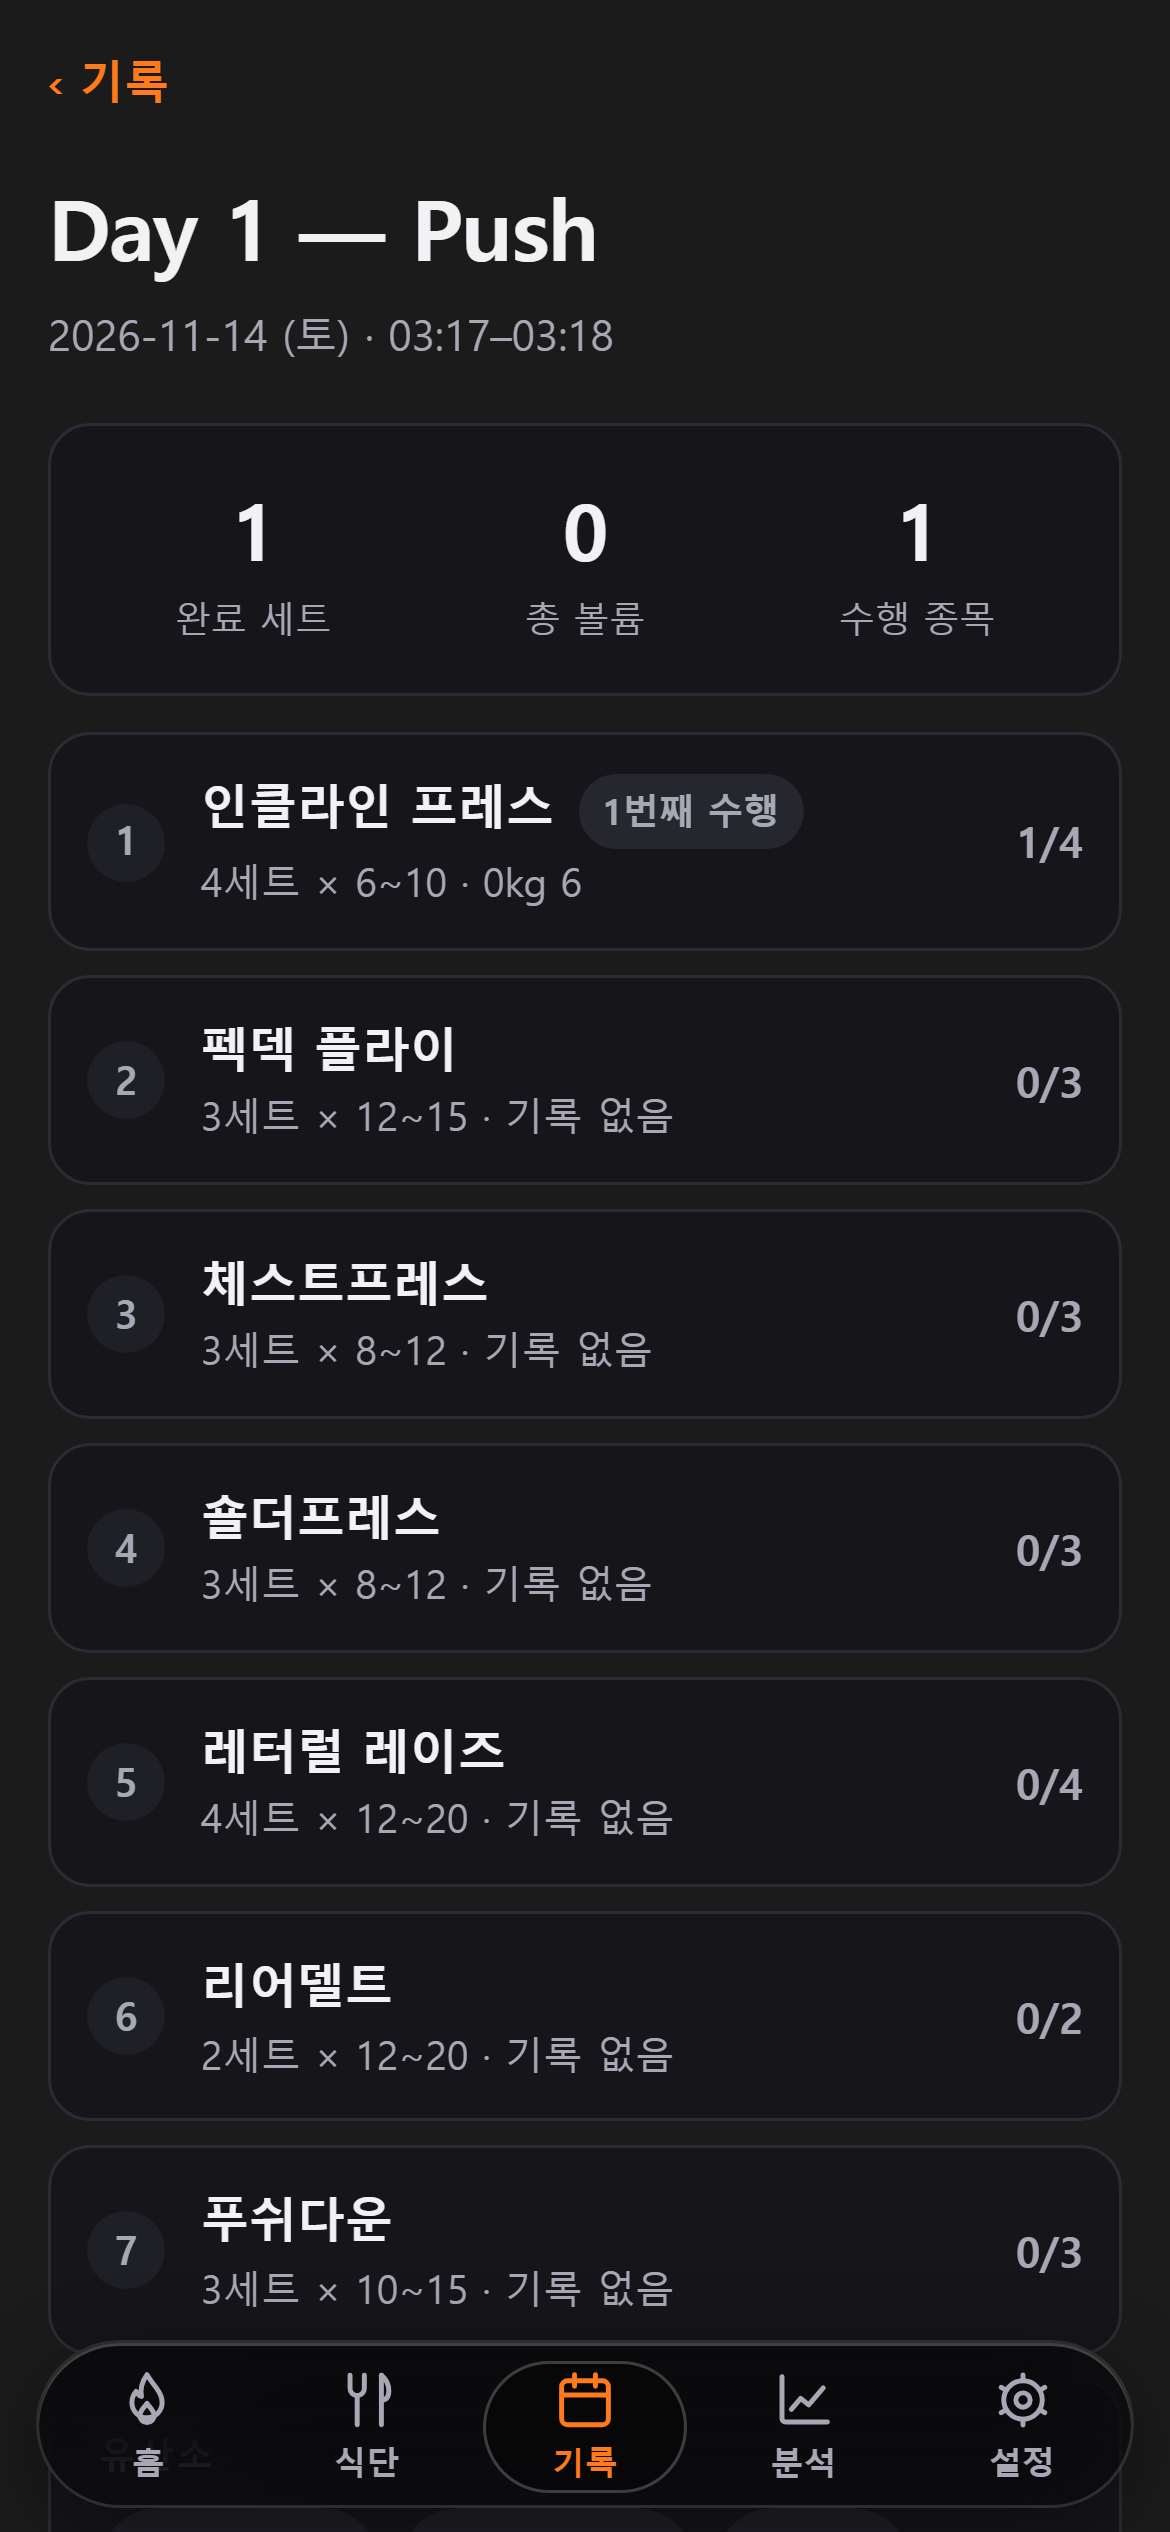 ‹ 기록
Day 1 — Push
2026-11-14 (토) · 03:17–03:18
1 0 1
완료 세트 총 볼륨 수행 종목
1 인클라인 프레스 1번째 수행 1/4
4세트 × 6~10 · 0kg 6
2 펙덱 플라이 0/3
3세트 × 12~15 · 기록 없음
3 체스트프레스 0/3
3세트 × 8~12 · 기록 없음
4 숄더프레스 0/3
3세트 × 8~12 · 기록 없음
5 레터럴 레이즈 0/4
4세트 × 12~20 · 기록 없음
6 리어델트 0/2
2세트 × 12~20 · 기록 없음
7 푸쉬다운 0/3
3세트 × 10~15 · 기록 없음
홈 식단 기록 분석 설정